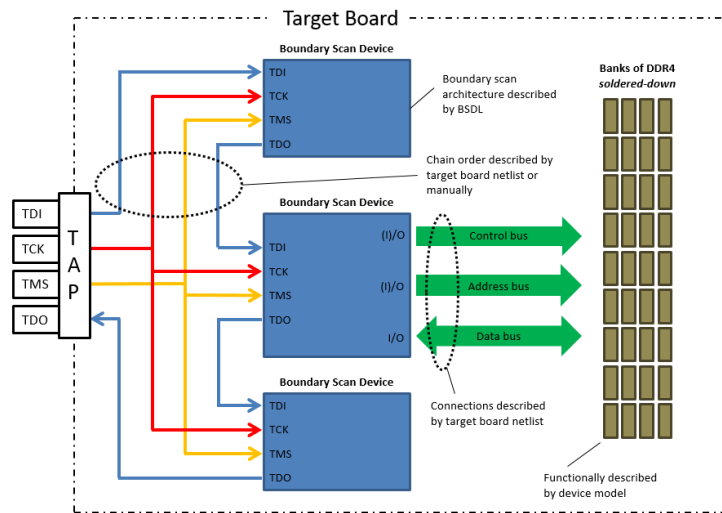 Target Board
Boundary Scan Device
TDI
TCK
TMS
TDO
Boundary scan
architecture described
by BSDL
Banks of DDR4
soldered-down
Chain order described by
target board netlist or
manually
TDI
TCK
TMS
TDO
TAP
Boundary Scan Device
TDI
TCK
TMS
TDO
(I)/O
(I)/O
I/O
Control bus
Address bus
Data bus
Connections described
by target board netlist
Boundary Scan Device
TDI
TCK
TMS
TDO
Functionally described
by device model